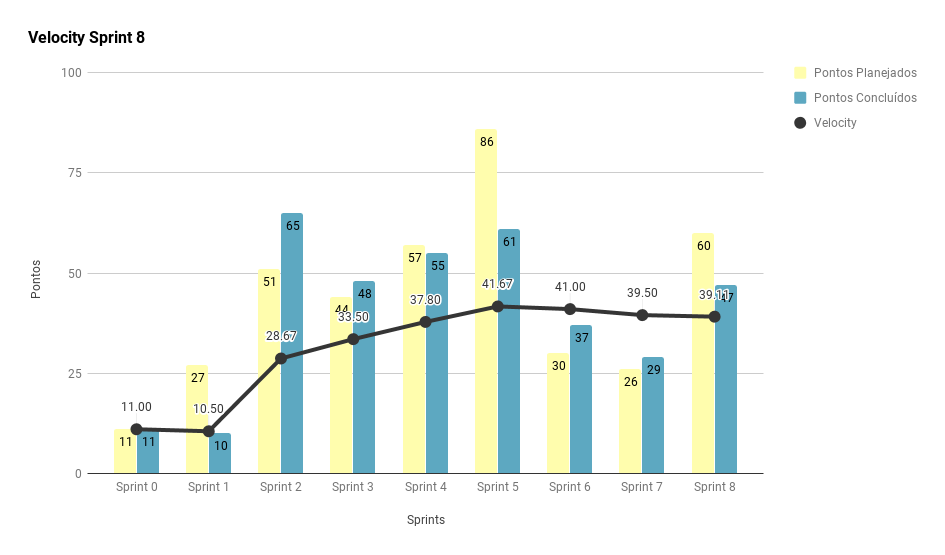 Velocity Sprint 8
Pontos Planejados
Pontos Concluídos
Velocity
100
75
50
25
0
Pontos
11
11
11.00
27
10
10.50
51
65
28.67
44
48
33.50
57
55
37.80
86
61
41.67
30
37
41.00
26
29
39.50
60
47
39.11
Sprint 0
Sprint 1
Sprint 2
Sprint 3
Sprint 4
Sprint 5
Sprint 6
Sprint 7
Sprint 8
Sprints